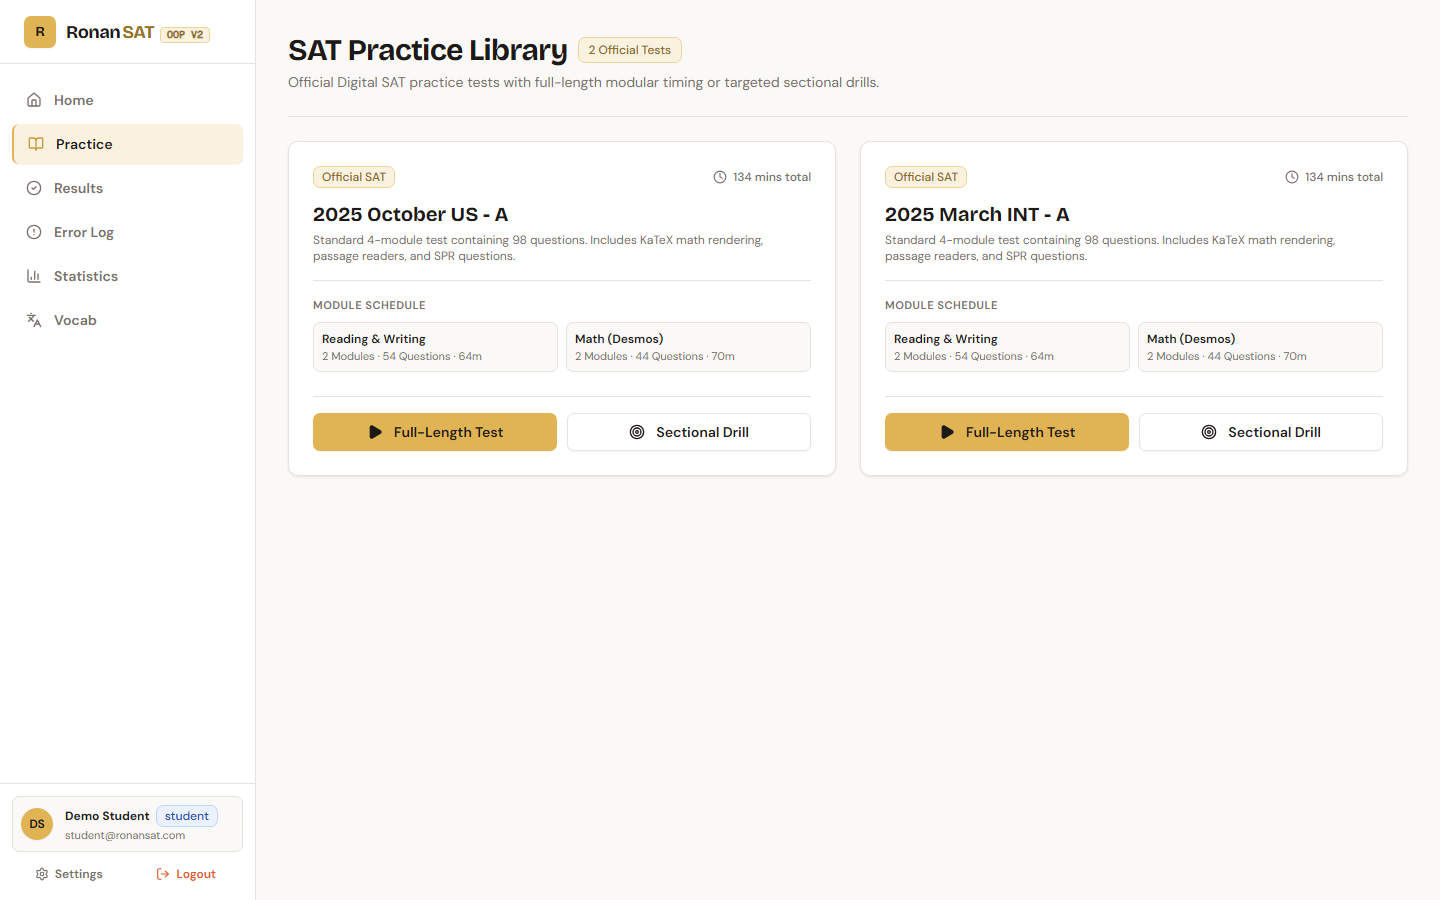 R
RonanSAT OOP V2
Home
Practice
Results
Error Log
Statistics
Vocab
DS
Demo Student student
student@ronansat.com
Settings Logout
SAT Practice Library 2 Official Tests
Official Digital SAT practice tests with full-length modular timing or targeted sectional drills.
Official SAT 134 mins total
2025 October US - A
Standard 4-module test containing 98 questions. Includes KaTeX math rendering,
passage readers, and SPR questions.
MODULE SCHEDULE
Reading & Writing
2 Modules · 54 Questions · 64m
Math (Desmos)
2 Modules · 44 Questions · 70m
Full-Length Test Sectional Drill
Official SAT 134 mins total
2025 March INT - A
Standard 4-module test containing 98 questions. Includes KaTeX math rendering,
passage readers, and SPR questions.
MODULE SCHEDULE
Reading & Writing
2 Modules · 54 Questions · 64m
Math (Desmos)
2 Modules · 44 Questions · 70m
Full-Length Test Sectional Drill